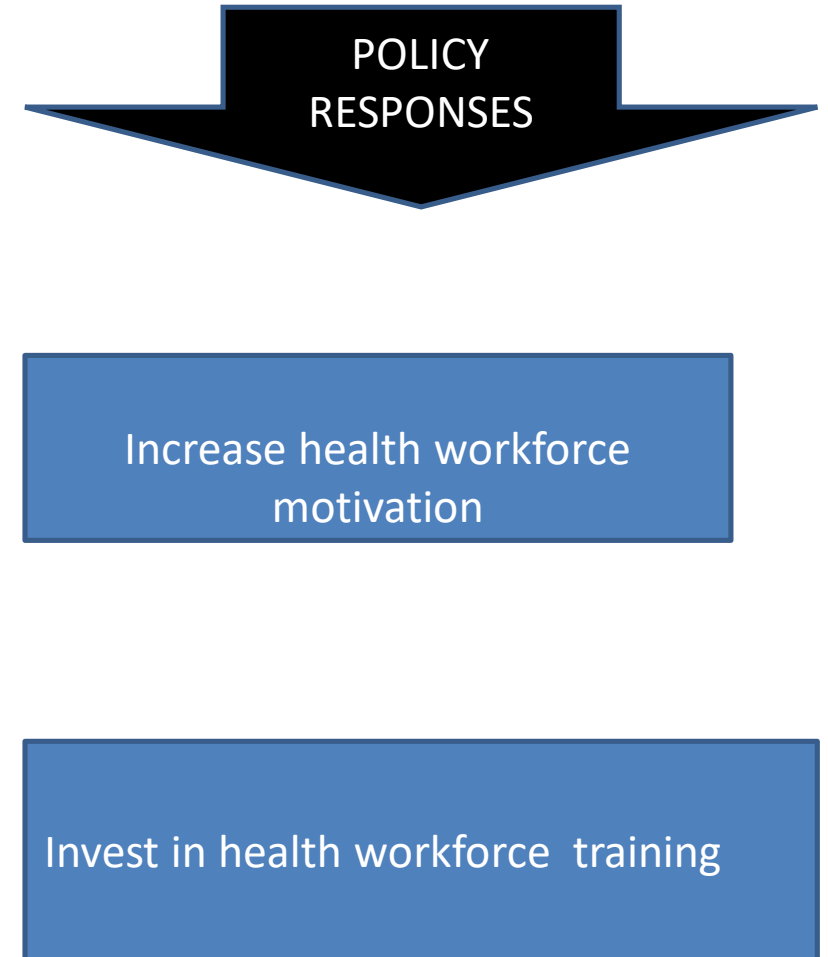 POLICY
RESPONSES
Increase health workforce
motivation
Invest in health workforce  training